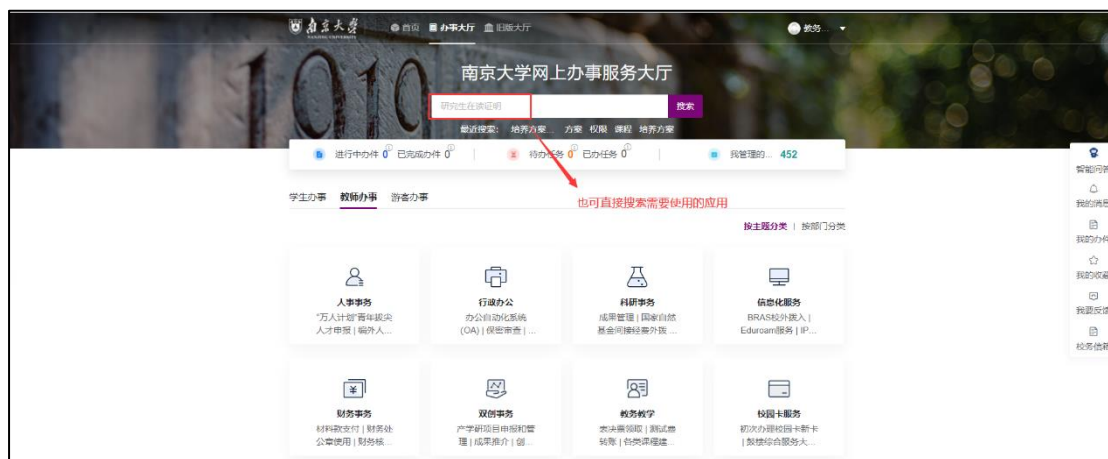 南京大学
NANJING UNIVERSITY
首页 办事大厅 旧版大厅
教务...
1919
南京大学网上办事服务大厅
研究生在读证明
搜索
最近搜索： 培养方案... 方案 权限 课程 培养方案
进行中办件 0 已完成办件 0 待办任务 0 已办任务 0 我管理的... 452
学生办事 教师办事 游客办事
也可直接搜索需要使用的应用
按主题分类 | 按部门分类
人事事务
"万人计划"青年拔尖
人才申报 | 编外人...
行政办公
办公自动化系统
(OA) | 保密审查 | ...
科研事务
成果管理 | 国家自然
基金间接经费外拨 ...
信息化服务
BRAS校外拨入 |
Eduroam服务 | IP...
财务事务
材料款支付 | 财务处
公章使用 | 财务核...
双创事务
产学研项目申报和管
理 | 成果推介 | 创...
教务教学
表决票领取 | 测试费
转账 | 各类课程建...
校园卡服务
初次办理校园卡新卡
| 鼓楼综合服务大...
智能问答
我的消息
我的办件
我的收藏
我要反馈
校务信箱